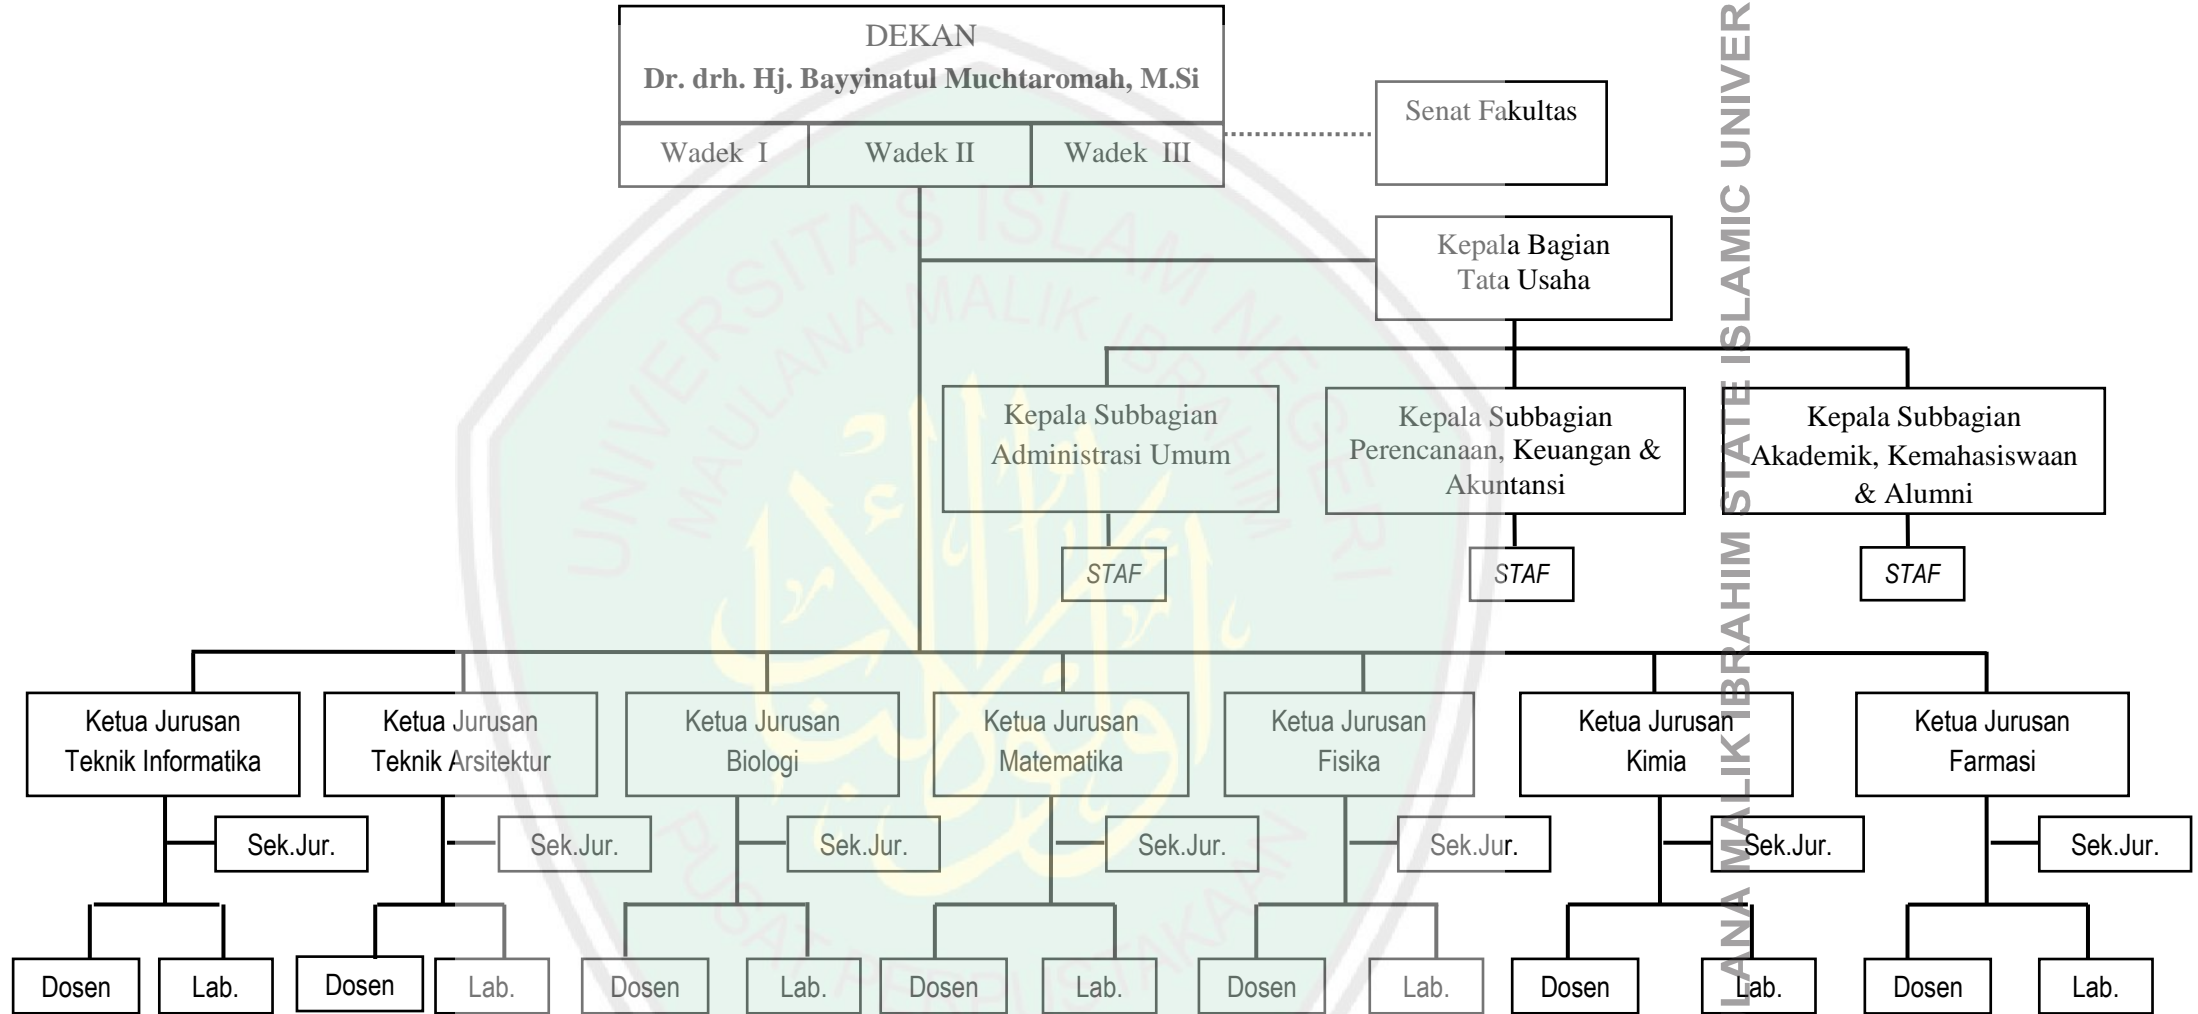 DEKAN
Dr. drh. Hj. Bayyinatul Muchtaromah, M.Si
Wadek I
Wadek II
Wadek III
Senat Fakultas
Kepala Bagian
Tata Usaha
Kepala Subbagian
Administrasi Umum
Kepala Subbagian
Perencanaan, Keuangan &
Akuntansi
Kepala Subbagian
Akademik, Kemahasiswaan
& Alumni
STAF
STAF
STAF
Ketua Jurusan
Teknik Informatika
Ketua Jurusan
Teknik Arsitektur
Ketua Jurusan
Biologi
Ketua Jurusan
Matematika
Ketua Jurusan
Fisika
Ketua Jurusan
Kimia
Ketua Jurusan
Farmasi
Sek.Jur.
Sek.Jur.
Sek.Jur.
Sek.Jur.
Sek.Jur.
Sek.Jur.
Sek.Jur.
Dosen
Lab.
Dosen
Lab.
Dosen
Lab.
Dosen
Lab.
Dosen
Lab.
Dosen
Lab.
Dosen
Lab.
UNIVERSITAS ISLAM NEGERI
MAULANA MALIK IBRAHIM
PUSAT PERPUSTAKAAN
LANA MALIK IBRAHIM STATE ISLAMIC UNIVER